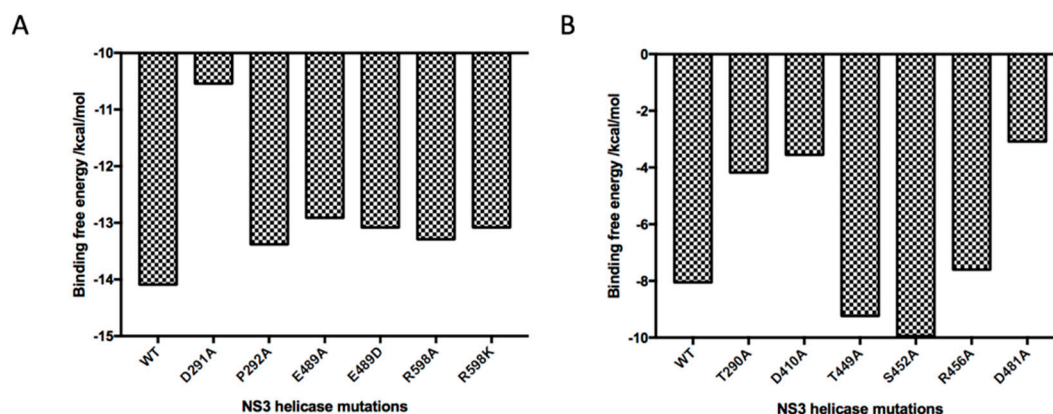 A
Binding free energy /kcal/mol
-10
-11
-12
-13
-14
-15
WT
D291A
P292A
E489A
E489D
R598A
R598K
NS3 helicase mutations
B
Binding free energy /kcal/mol
0
-2
-4
-6
-8
-10
WT
T290A
D410A
T449A
S452A
R456A
D481A
NS3 helicase mutations